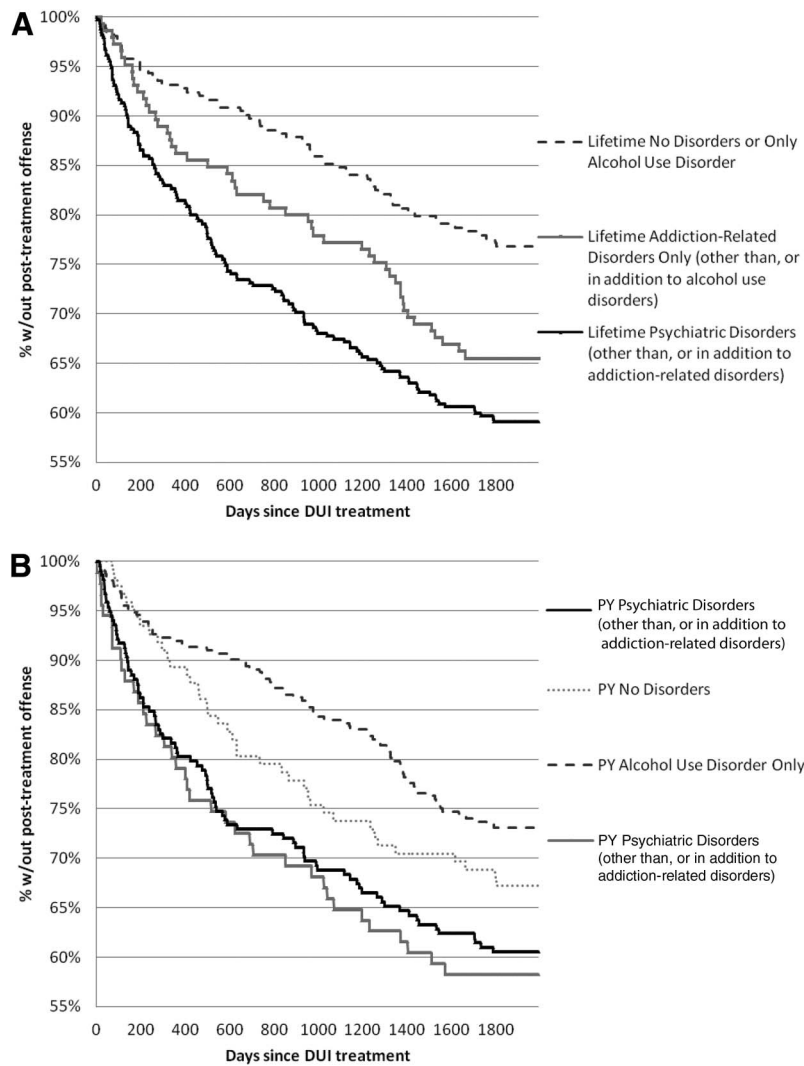 A
100%
95%
90%
85%
80%
75%
70%
65%
60%
55%
% w/out post-treatment offense
0 200 400 600 800 1000 1200 1400 1600 1800
Days since DUI treatment
Lifetime No Disorders or Only
Alcohol Use Disorder
Lifetime Addiction-Related
Disorders Only (other than, or
in addition to alcohol use
disorders)
Lifetime Psychiatric Disorders
(other than, or in addition to
addiction-related disorders)
B
100%
95%
90%
85%
80%
75%
70%
65%
60%
55%
% w/out post-treatment offense
0 200 400 600 800 1000 1200 1400 1600 1800
Days since DUI treatment
PY Psychiatric Disorders
(other than, or in addition to
addiction-related disorders)
PY No Disorders
PY Alcohol Use Disorder Only
PY Psychiatric Disorders
(other than, or in addition to
addiction-related disorders)